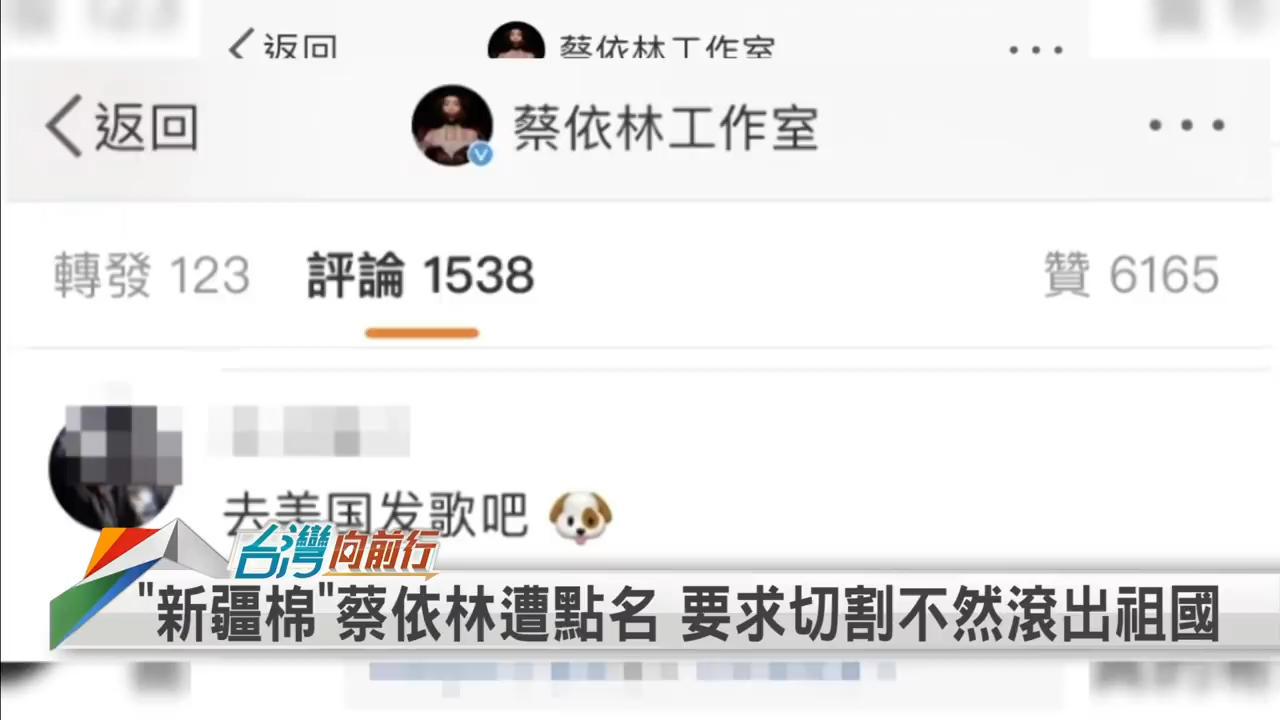 返回 蔡依林工作室
返回 蔡依林工作室
轉發 123 評論 1538 贊 6165
去美国发歌吧
台灣向前行
"新疆棉"蔡依林遭點名 要求切割不然滾出祖國